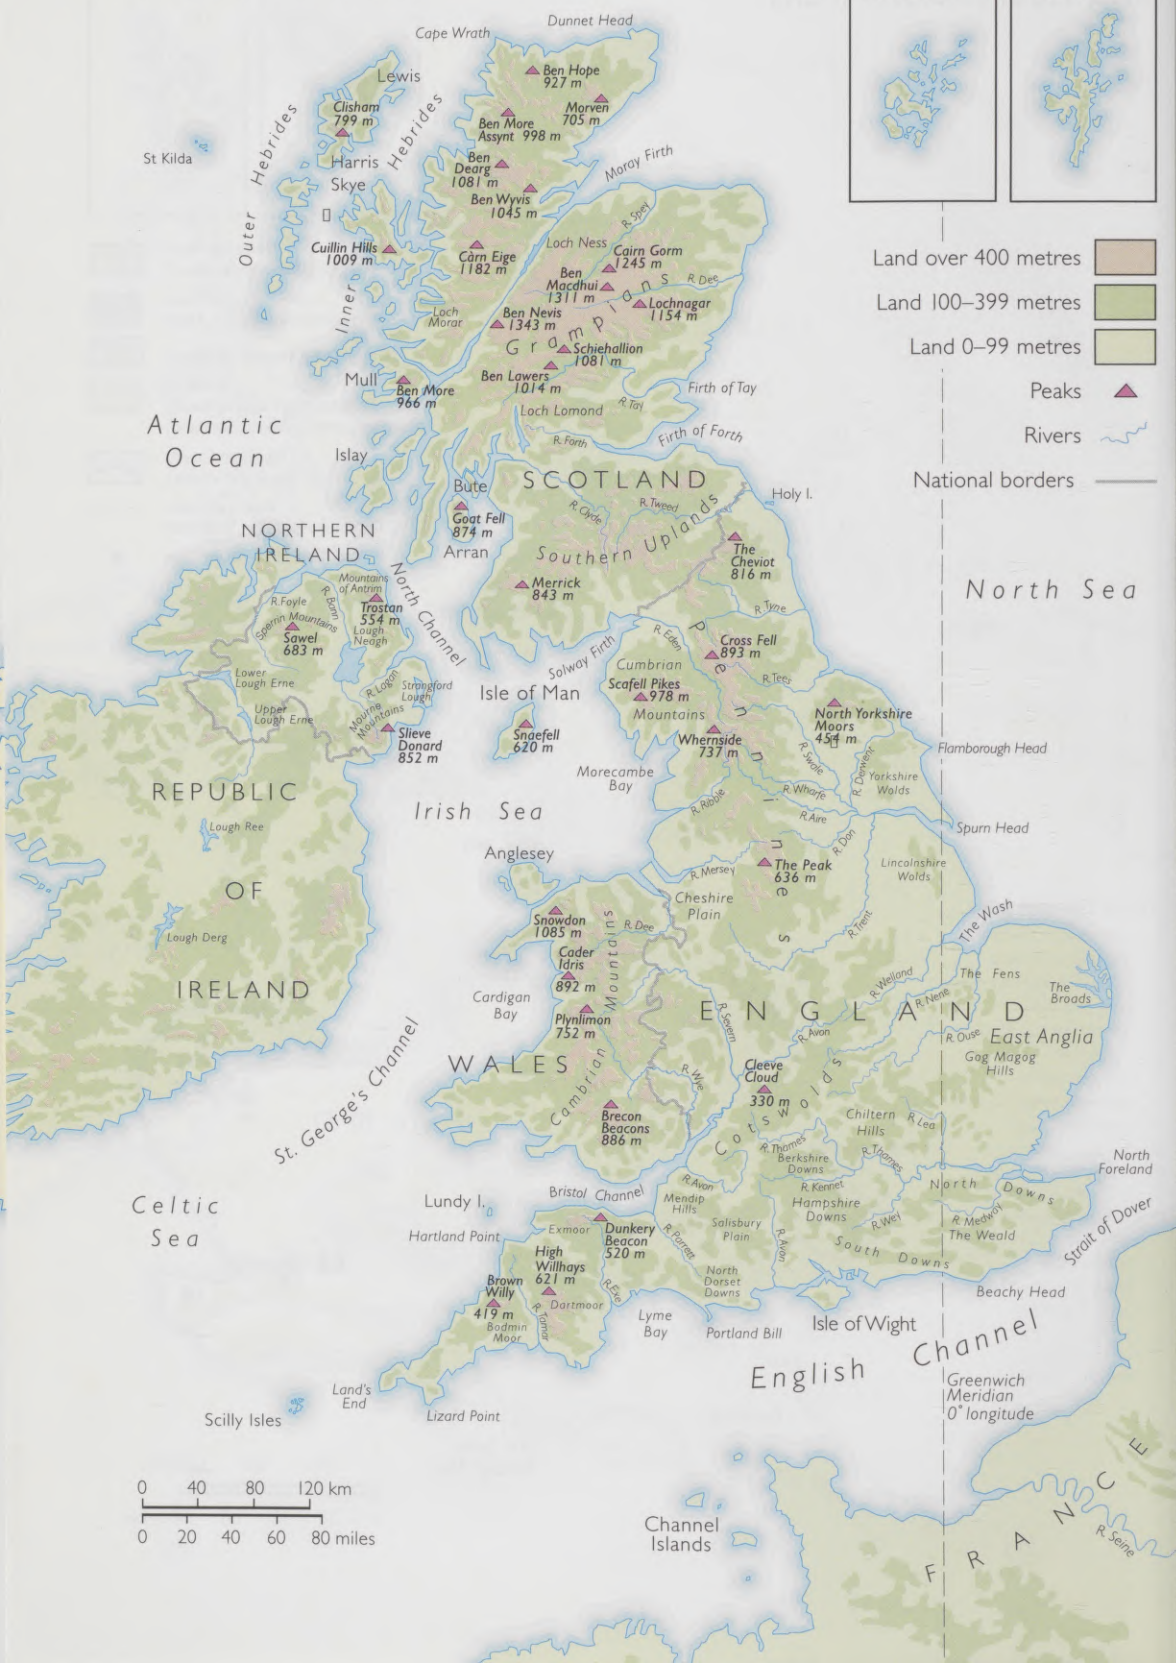 Dunnet Head
Cape Wrath
Lewis
Ben Hope
927 m
Clisham
799 m
Morven
705 m
Ben More
Assynt 998 m
Outer Hebrides
Hebrides
St Kilda
Harris
Ben
Dearg
1081 m
Moray Firth
Skye
Ben Wyvis
1045 m
R. Spey
Loch Ness
Cuillin Hills
1009 m
Càrn Eige
1182 m
Cairn Gorm
1245 m
Ben
Macdhui
1311 m
R. Dee
Lochnagar
1154 m
Inner
Loch
Morar
Ben Nevis
1343 m
Grampians
Schiehallion
1081 m
Ben Lawers
1014 m
Mull
Ben More
966 m
Firth of Tay
R. Tay
Loch Lomond
R. Forth
Firth of Forth
Land over 400 metres
Land 100–399 metres
Land 0–99 metres
Peaks
Rivers
National borders
Atlantic
Ocean
Islay
Bute
SCOTLAND
Holy I.
R. Clyde
R. Tweed
Goat Fell
874 m
Arran
Southern Uplands
NORTHERN
IRELAND
The
Cheviot
816 m
North Sea
Mountains
of Antrim
North Channel
Merrick
843 m
R. Foyle
R. Bann
Trostan
554 m
Sperrin Mountains
Sawel
683 m
Lough
Neagh
R. Tyne
Solway Firth
R. Eden
Pennines
Cross Fell
893 m
Cumbrian
Scafell Pikes
978 m
Mountains
R. Tees
Lower
Lough Erne
R. Lagan
Strangford
Lough
Isle of Man
Upper
Lough Erne
Mourne
Mountains
Slieve
Donard
852 m
Snaefell
620 m
Whernside
737 m
North Yorkshire
Moors
454 m
Flamborough Head
Morecambe
Bay
R. Swale
R. Derwent
Yorkshire
Wolds
REPUBLIC
Irish Sea
R. Ribble
R. Wharfe
R. Aire
Spurn Head
Lough Ree
R. Don
Anglesey
R. Mersey
The Peak
636 m
Lincolnshire
Wolds
OF
Cheshire
Plain
Snowdon
1085 m
R. Dee
R. Trent
The Wash
Lough Derg
Cader
Idris
892 m
Cambrian Mountains
IRELAND
Cardigan
Bay
Plynlimon
752 m
R. Welland
The Fens
R. Nene
The
Broads
R. Severn
ENGLAND
R. Avon
R. Ouse
East Anglia
Gog Magog
Hills
St. George's Channel
WALES
R. Wye
Cleeve
Cloud
330 m
Cotswolds
Chiltern
Hills
R. Lea
Brecon
Beacons
886 m
R. Thames
Berkshire
Downs
R. Thames
North
Foreland
Celtic
Sea
Lundy I.
Bristol Channel
R. Avon
Mendip
Hills
R. Kennet
North Downs
Hampshire
Downs
R. Wey
R. Medway
The Weald
Strait of Dover
Hartland Point
Exmoor
Dunkery
Beacon
520 m
R. Parrett
Salisbury
Plain
R. Avon
South Downs
High
Willhays
621 m
North
Dorset
Downs
Brown
Willy
419 m
R. Exe
Dartmoor
R. Tamar
Bodmin
Moor
Beachy Head
Lyme
Bay
Portland Bill
Isle of Wight
English Channel
Greenwich
Meridian
0° longitude
Land's
End
Scilly Isles
Lizard Point
0 40 80 120 km
0 20 40 60 80 miles
Channel
Islands
FRANCE
R. Seine